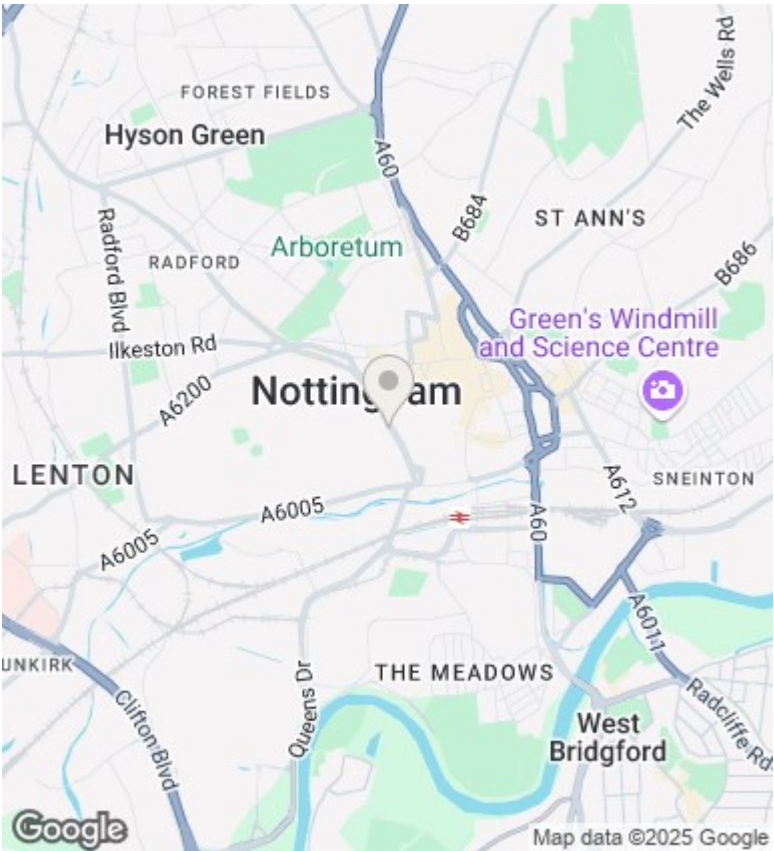 The Wells Rd
FOREST FIELDS
Hyson Green
A60
B684
ST ANN'S
Radford Blvd
RADFORD
Arboretum
B686
Green's Windmill
and Science Centre
Ilkeston Rd
A6200
Nottingham
LENTON
A612
SNEINTON
A6005
A6005
A60
A6011
UNKIRK
THE MEADOWS
Queens Dr
Clifton Blvd
West
Bridgford
Radcliffe Rd
Google
Map data ©2025 Google